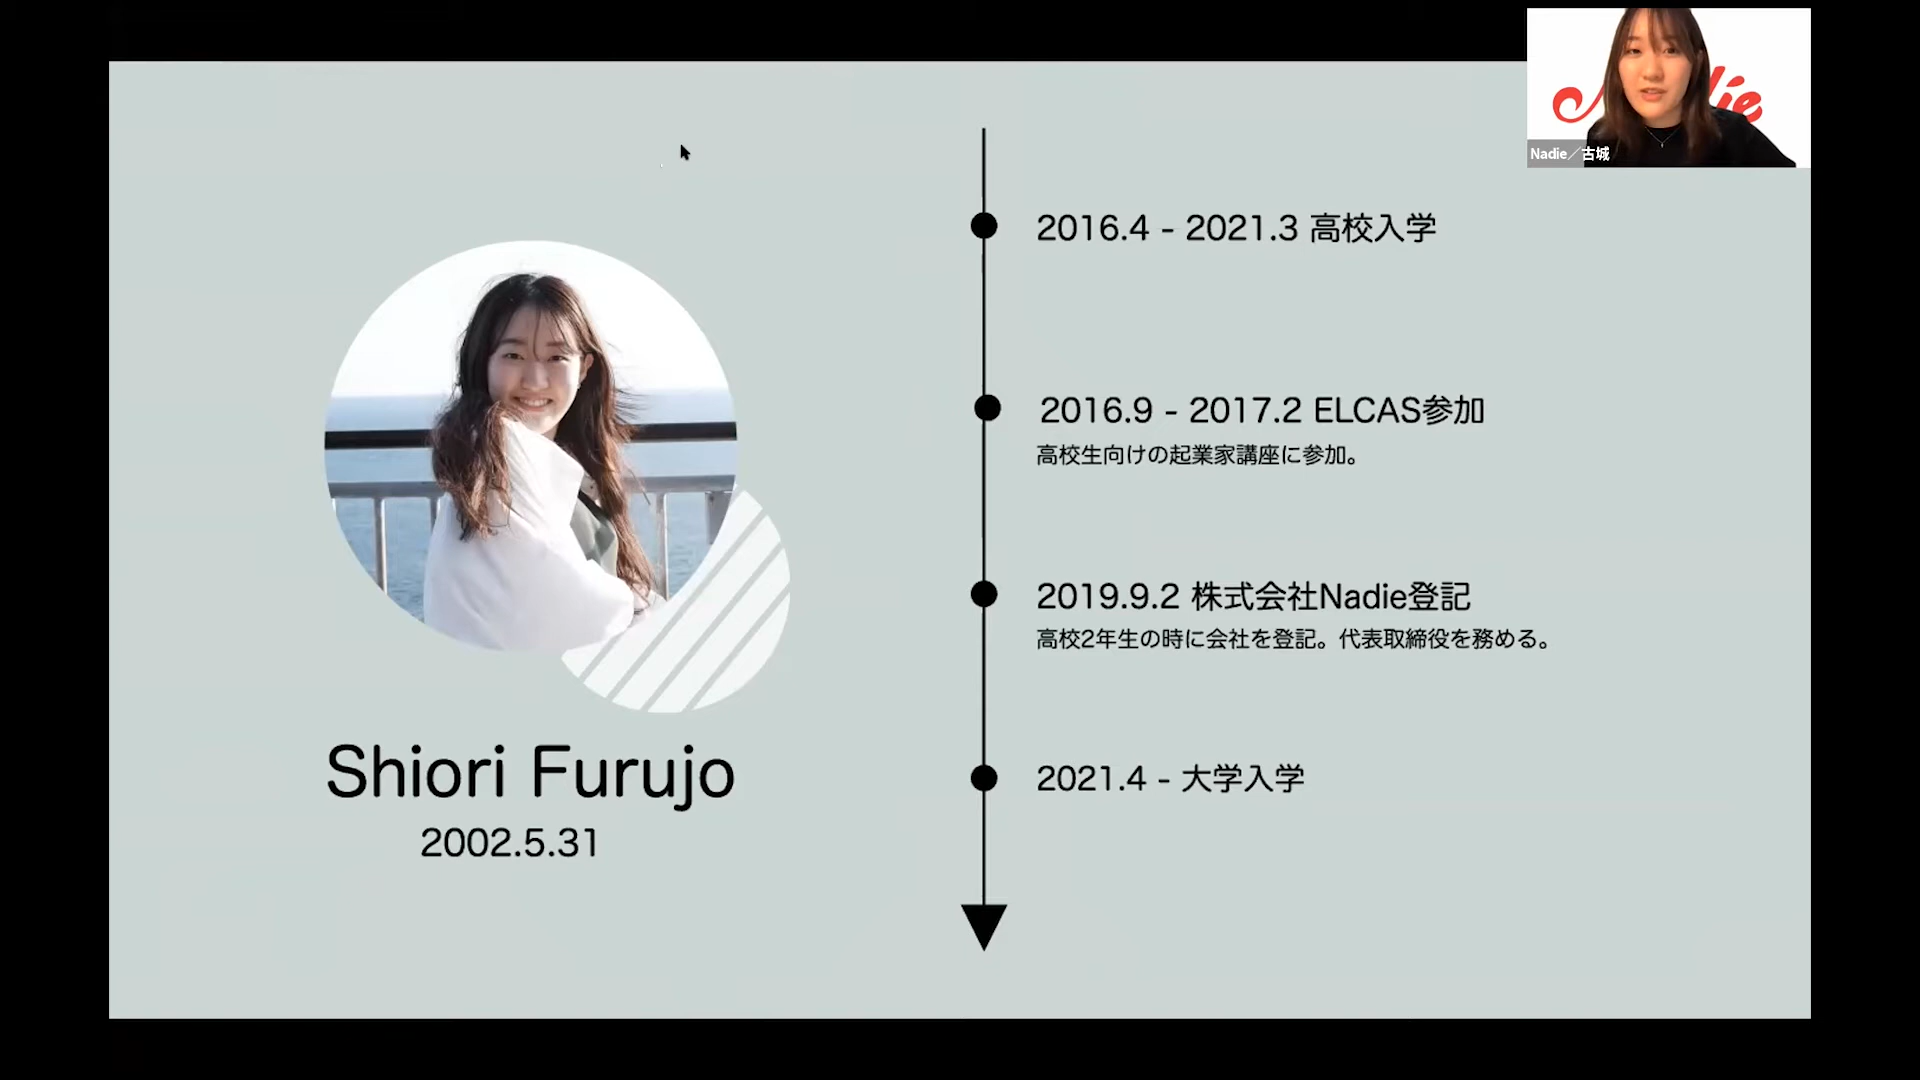 Nadie／古城
2016.4 - 2021.3 高校入学
2016.9 - 2017.2 ELCAS参加
高校生向けの起業家講座に参加。
2019.9.2 株式会社Nadie登記
高校2年生の時に会社を登記。代表取締役を務める。
2021.4 - 大学入学
Shiori Furujo
2002.5.31